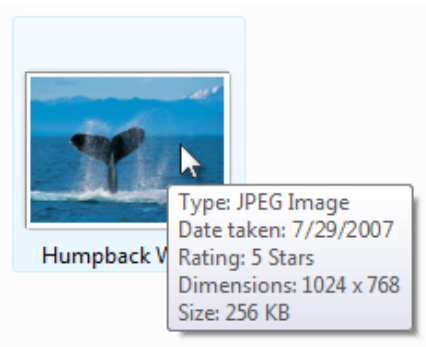 Humpback W
Type: JPEG Image
Date taken: 7/29/2007
Rating: 5 Stars
Dimensions: 1024 x 768
Size: 256 KB